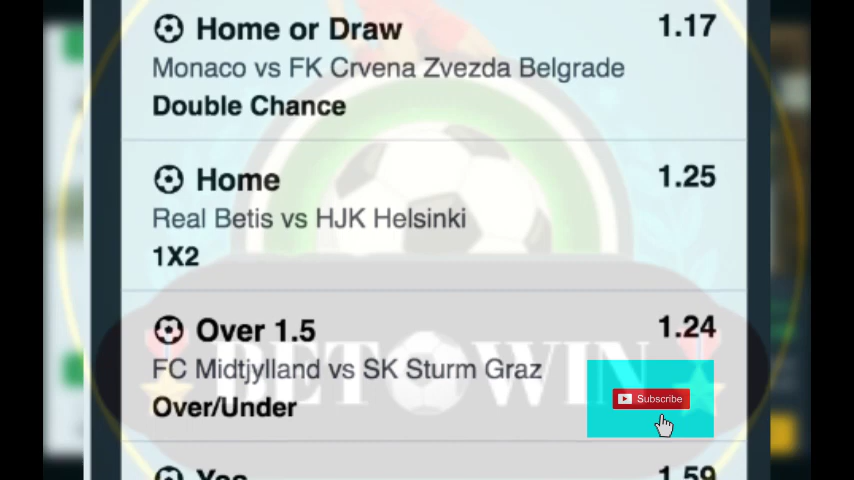 Home or Draw 1.17
Monaco vs FK Crvena Zvezda Belgrade
Double Chance
Home 1.25
Real Betis vs HJK Helsinki
1X2
Over 1.5 1.24
FC Midtjylland vs SK Sturm Graz
BETOWIN
Subscribe
Over/Under
Yes 1.59